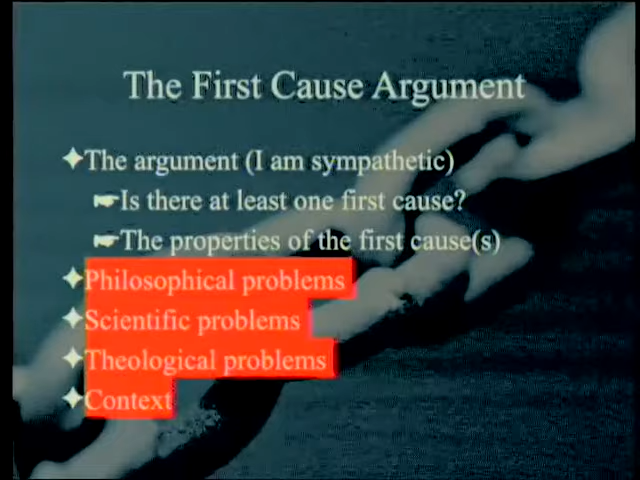 The First Cause Argument
The argument (I am sympathetic)
Is there at least one first cause?
The properties of the first cause(s)
Philosophical problems
Scientific problems
Theological problems
Context